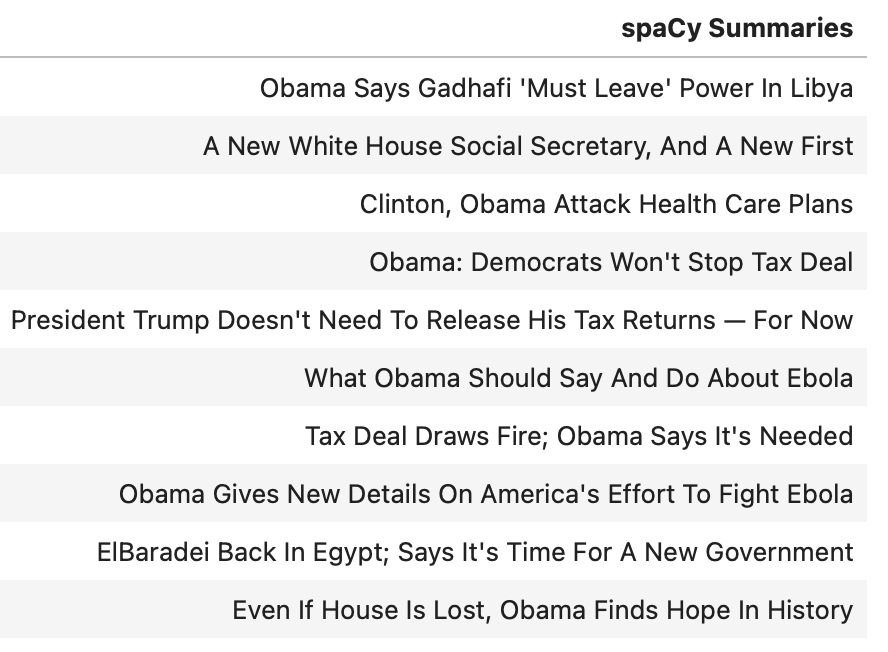 spaCy Summaries
Obama Says Gadhafi 'Must Leave' Power In Libya
A New White House Social Secretary, And A New First
Clinton, Obama Attack Health Care Plans
Obama: Democrats Won't Stop Tax Deal
President Trump Doesn't Need To Release His Tax Returns — For Now
What Obama Should Say And Do About Ebola
Tax Deal Draws Fire; Obama Says It's Needed
Obama Gives New Details On America's Effort To Fight Ebola
ElBaradei Back In Egypt; Says It's Time For A New Government
Even If House Is Lost, Obama Finds Hope In History